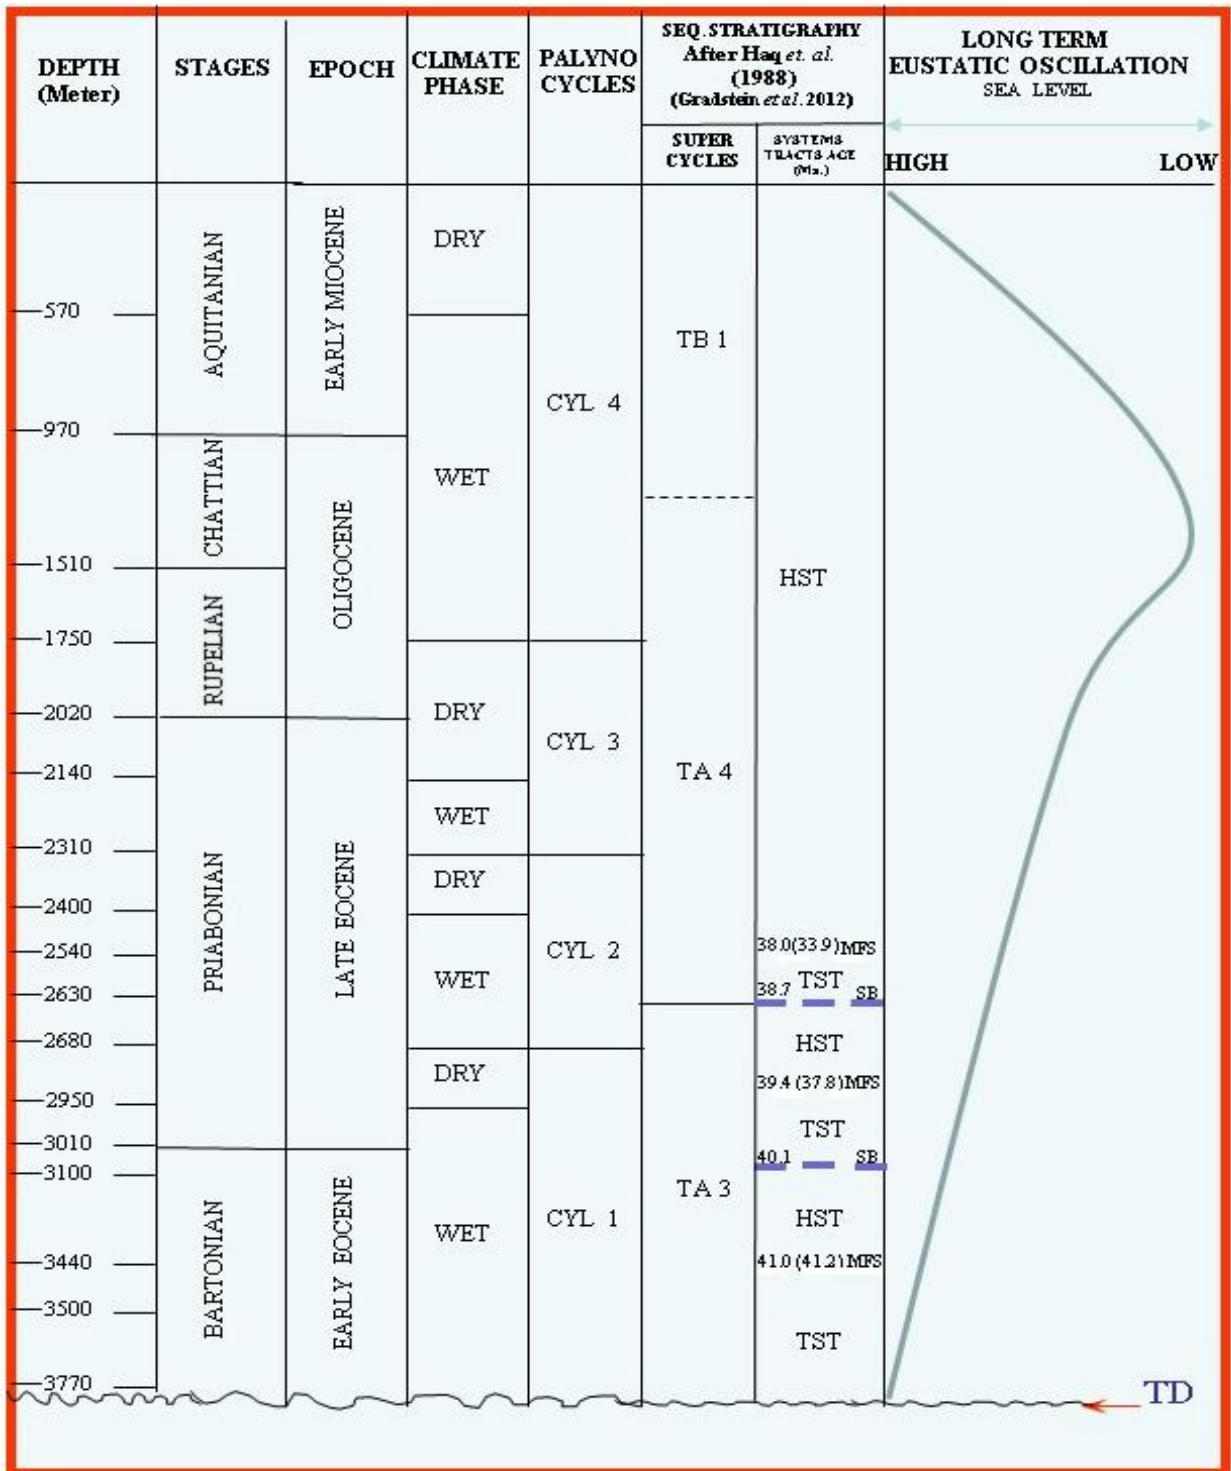 DEPTH
(Meter)
STAGES
EPOCH
CLIMATE
PHASE
PALYNO
CYCLES
SEQ.STRATIGRAPHY
After Haq et. al.
(1988)
(Gradstein et al. 2012)
SUPER
CYCLES
SYSTEMS
TRACTS AGE
(Ma.)
LONG TERM
EUSTATIC OSCILLATION
SEA LEVEL
HIGH
LOW
570
970
1510
1750
2020
2140
2310
2400
2540
2630
2680
2950
3010
3100
3440
3500
3770
AQUITANIAN
CHATTIAN
RUPELIAN
PRIABONIAN
BARTONIAN
EARLY MIOCENE
OLIGOCENE
LATE EOCENE
EARLY EOCENE
DRY
WET
DRY
WET
DRY
WET
DRY
WET
CYL 4
CYL 3
CYL 2
CYL 1
TB 1
TA 4
TA 3
HST
38.0(33.9)MFS
TST
38.7 SB
HST
39.4 (37.8)MFS
TST
40.1 SB
HST
41.0 (41.2)MFS
TST
TD